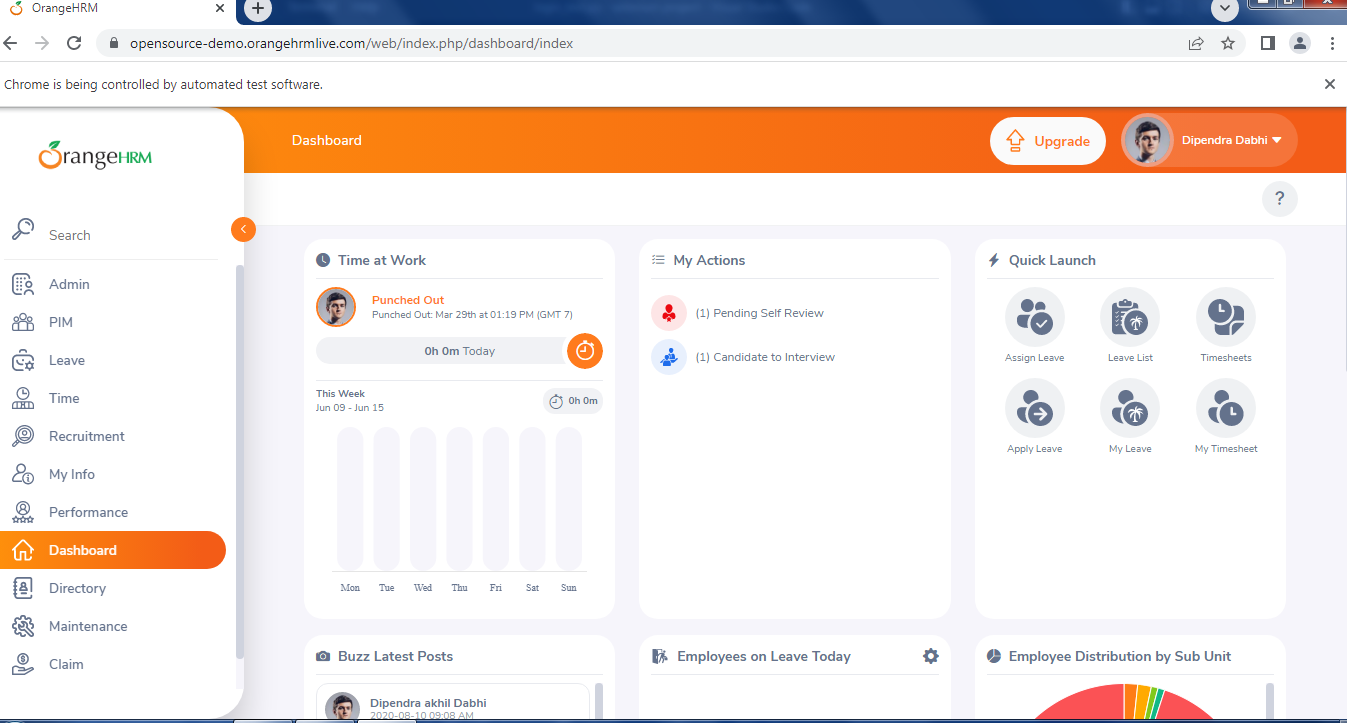 OrangeHRM
opensource-demo.orangehrmlive.com/web/index.php/dashboard/index
Chrome is being controlled by automated test software.
OrangeHRM
Search
Admin
PIM
Leave
Time
Recruitment
My Info
Performance
Dashboard
Directory
Maintenance
Claim
Dashboard
Upgrade
Dipendra Dabhi
?
Time at Work
Punched Out
Punched Out: Mar 29th at 01:19 PM (GMT 7)
0h 0m Today
This Week
Jun 09 - Jun 15
0h 0m
Mon Tue Wed Thu Fri Sat Sun
My Actions
(1) Pending Self Review
(1) Candidate to Interview
Quick Launch
Assign Leave Leave List Timesheets
Apply Leave My Leave My Timesheet
Buzz Latest Posts
Dipendra akhil Dabhi
2020-08-10 09:08 AM
Employees on Leave Today
Employee Distribution by Sub Unit